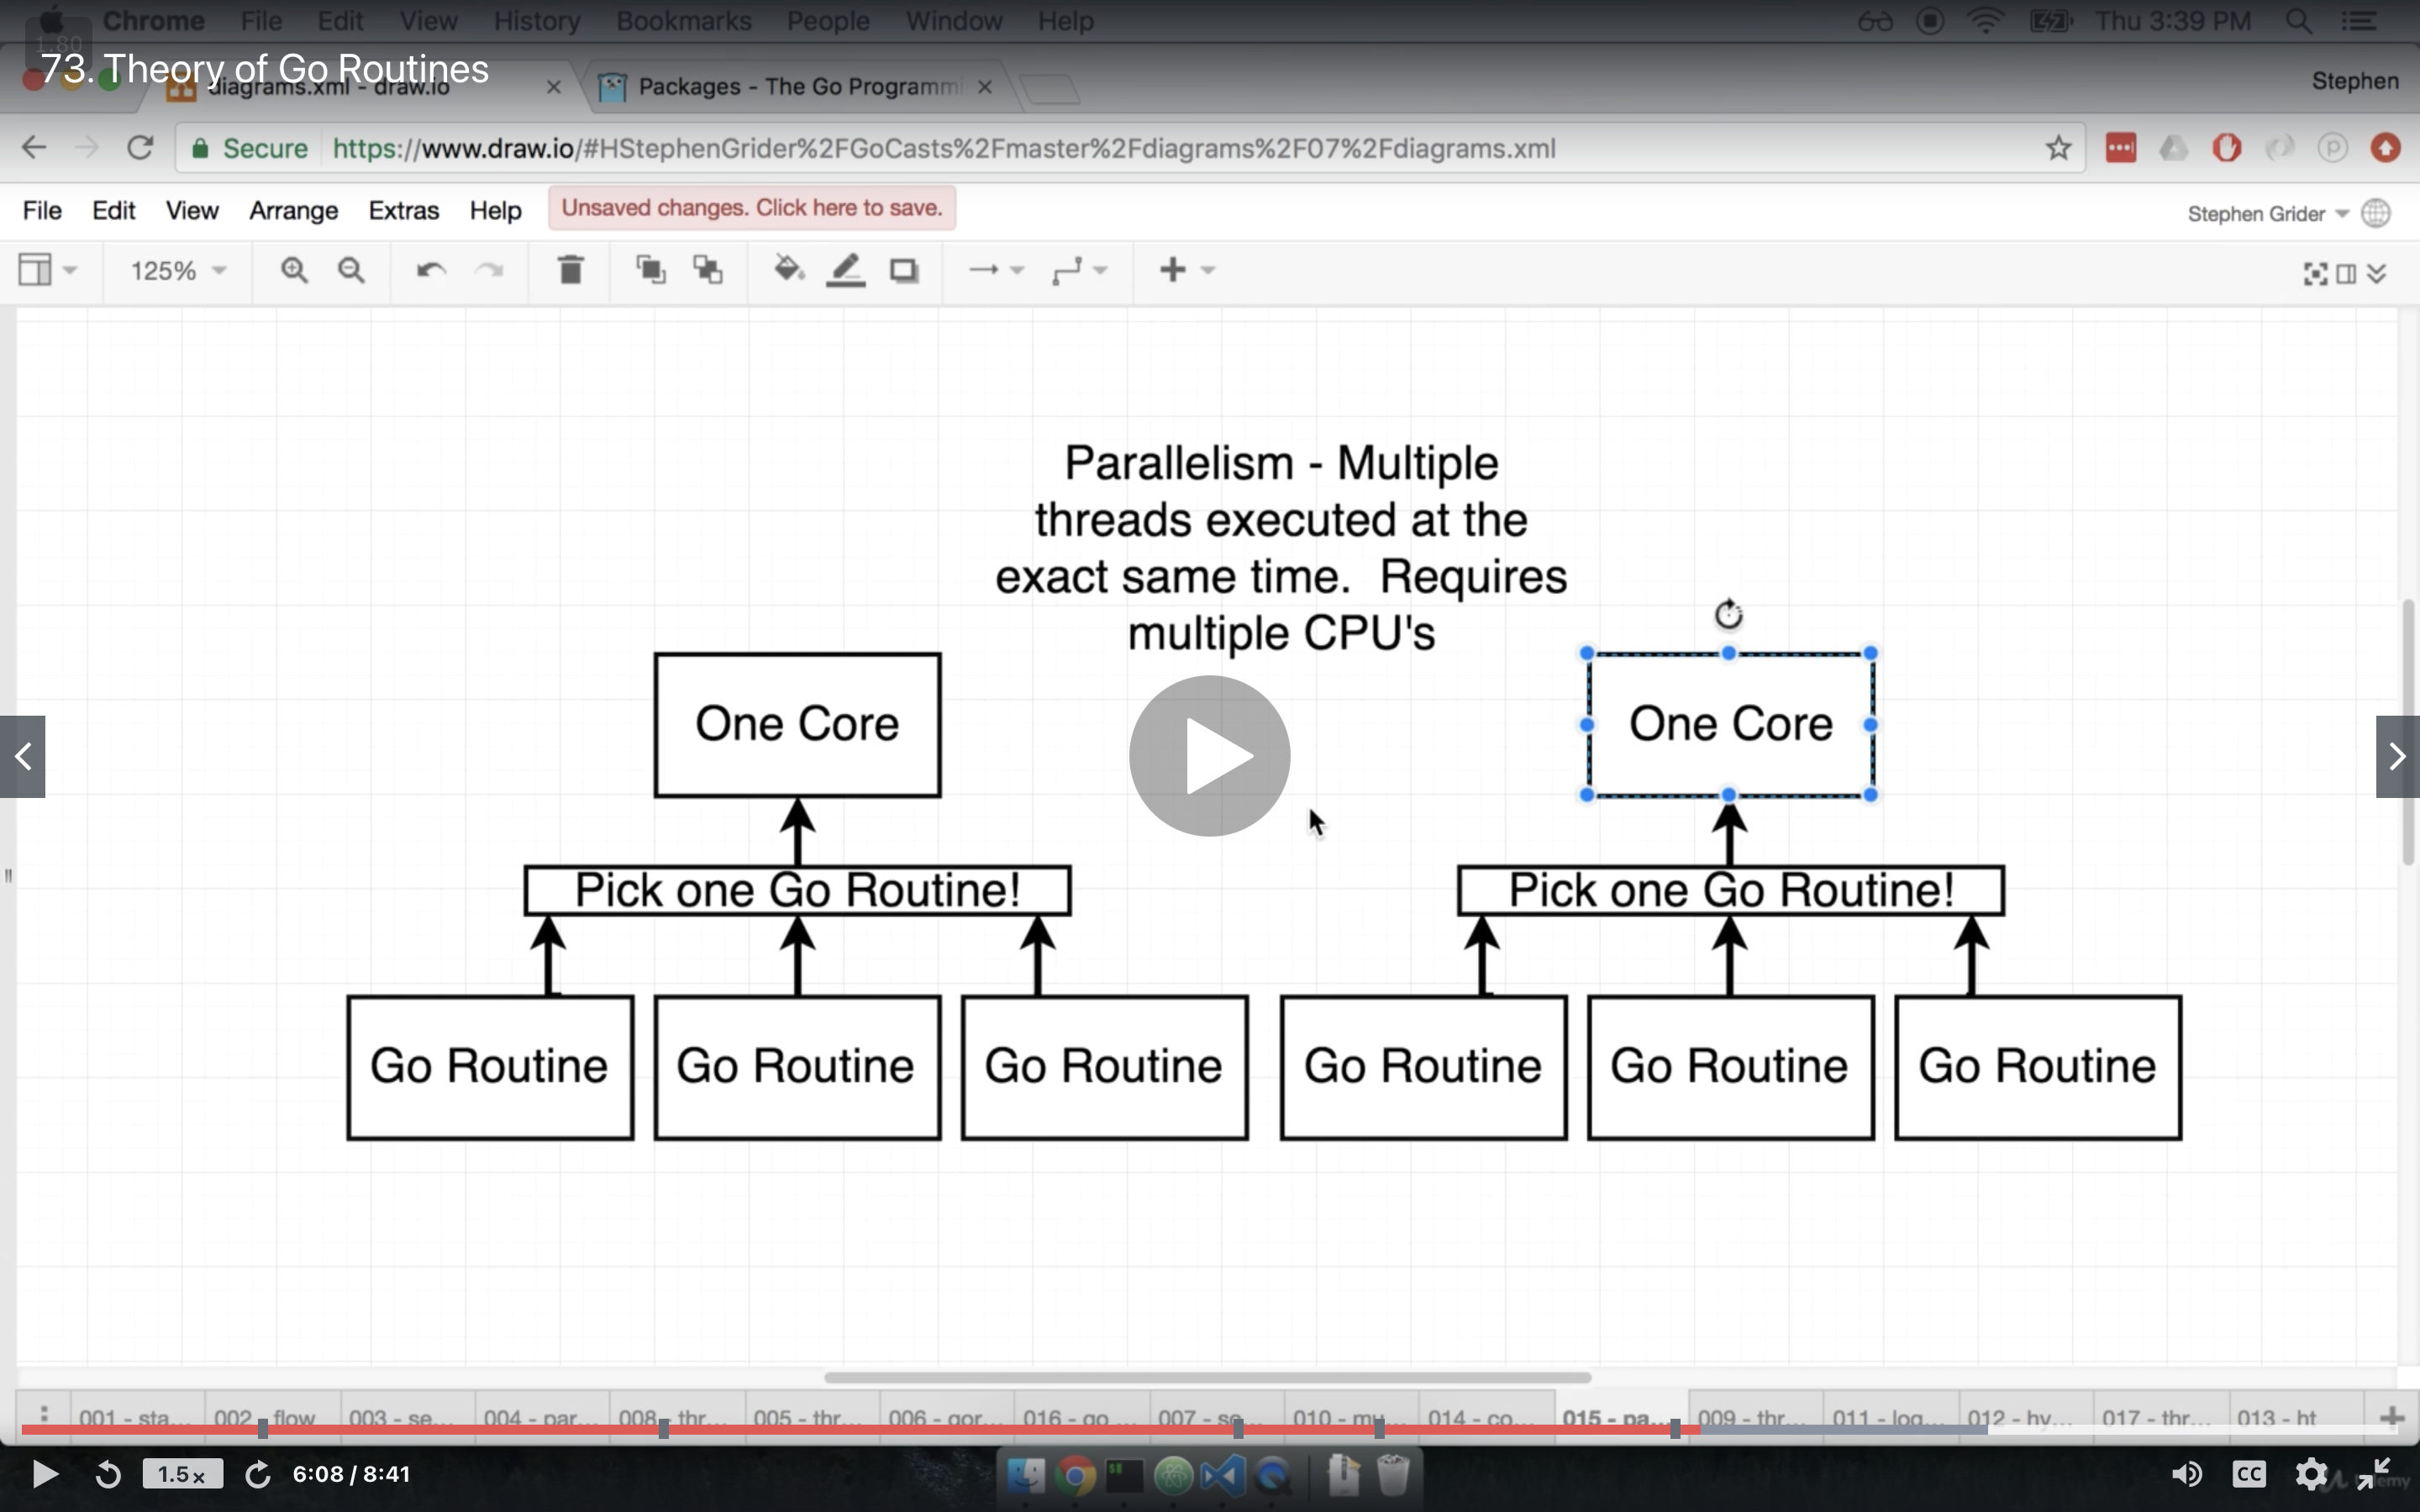 Chrome File Edit View History Bookmarks People Window Help Thu 3:39 PM
1.80
73. Theory of Go Routines
diagrams.xml - draw.io Packages - The Go Programmi Stephen
Secure https://www.draw.io/#HStephenGrider%2FGoCasts%2Fmaster%2Fdiagrams%2F07%2Fdiagrams.xml
File Edit View Arrange Extras Help Unsaved changes. Click here to save. Stephen Grider
125%
Parallelism - Multiple
threads executed at the
exact same time. Requires
multiple CPU's
One Core One Core
Pick one Go Routine! Pick one Go Routine!
Go Routine Go Routine Go Routine Go Routine Go Routine Go Routine
001 - sta... 002 - flow 003 - se... 004 - par... 008 - thr... 005 - thr... 006 - gor... 016 - go ... 007 - se... 010 - mu... 014 - co... 015 - pa... 009 - thr... 011 - log... 012 - hy... 017 - thr... 013 - ht
1.5x 6:08 / 8:41 CC